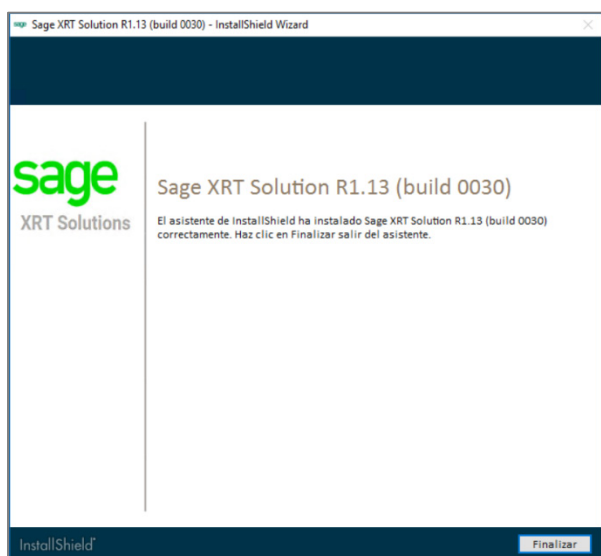 sage Sage XRT Solution R1.13 (build 0030) - InstallShield Wizard
sage
XRT Solutions
Sage XRT Solution R1.13 (build 0030)
El asistente de InstallShield ha instalado Sage XRT Solution R1.13 (build 0030)
correctamente. Haz clic en Finalizar salir del asistente.
InstallShield
Finalizar